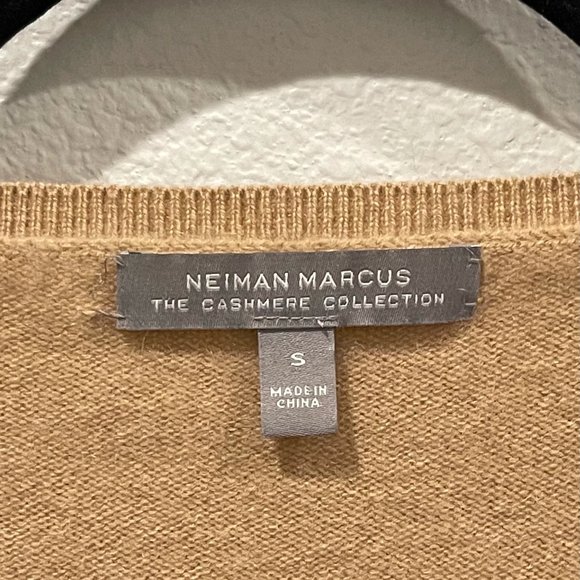 NEIMAN MARCUS
THE CASHMERE COLLECTION
S
MADE IN
CHINA